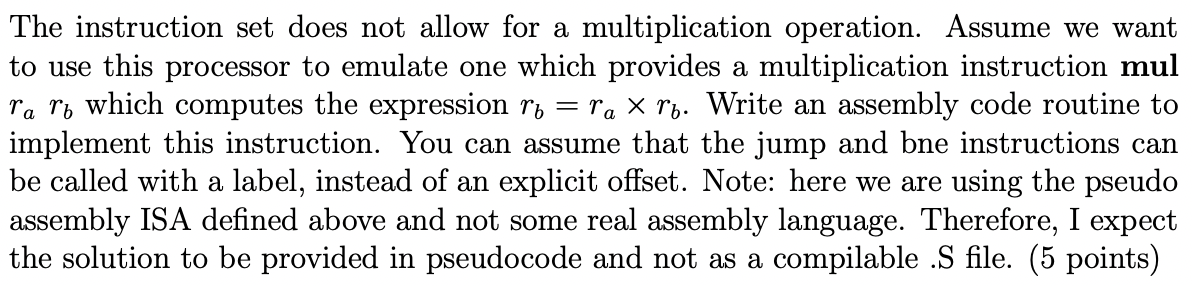 The instruction set does not allow for a multiplication operation. Assume we want
to use this processor to emulate one which provides a multiplication instruction mul
rₐ r_b which computes the expression r_b = rₐ × r_b. Write an assembly code routine to
implement this instruction. You can assume that the jump and bne instructions can
be called with a label, instead of an explicit offset. Note: here we are using the pseudo
assembly ISA defined above and not some real assembly language. Therefore, I expect
the solution to be provided in pseudocode and not as a compilable .S file. (5 points)